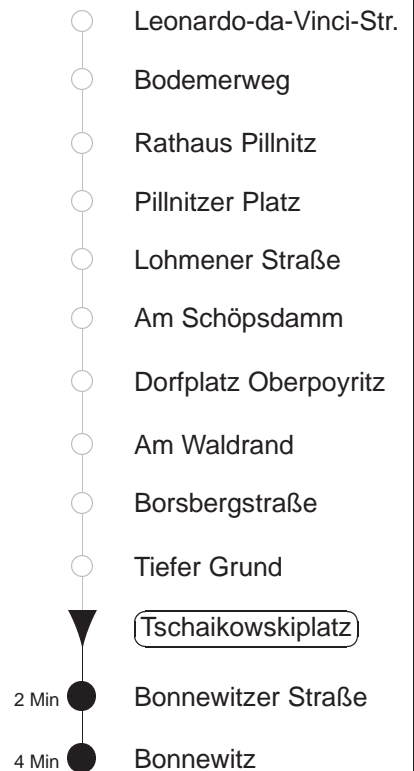 Leonardo-da-Vinci-Str.
Bodemerweg
Rathaus Pillnitz
Pillnitzer Platz
Lohmener Straße
Am Schöpsdamm
Dorfplatz Oberpoyritz
Am Waldrand
Borsbergstraße
Tiefer Grund
Tschaikowskiplatz
2 Min Bonnewitzer Straße
4 Min Bonnewitz